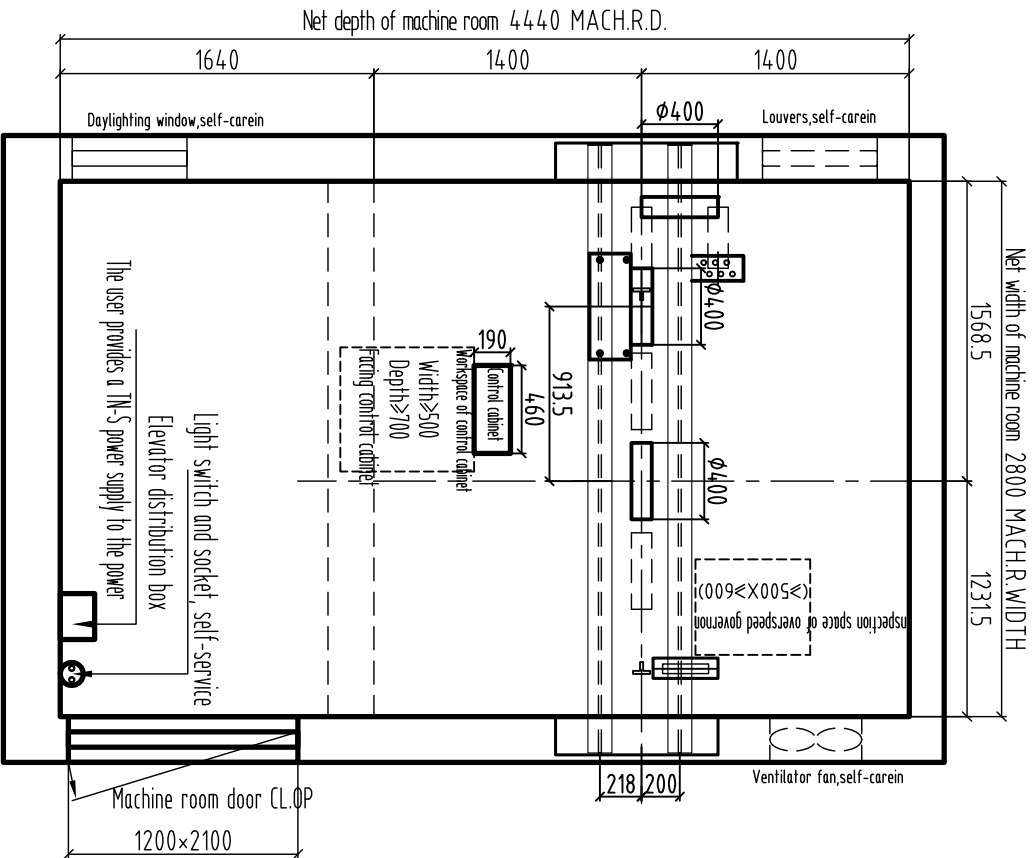 Net depth of machine room 4440 MACH.R.D.
1640
1400
1400
Daylighting window,self-carein
Φ400
Louvers,self-carein
Net width of machine room 2800 MACH.R.WIDTH
1568.5
1231.5
Φ400
913.5
190
460
Control cabinet
Workspace of control cabinet
Width≥500
Depth≥700
Facing control cabinet
Φ400
The user provides a TN-S power supply to the power
Elevator distribution box
Light switch and socket, self-service
(≥500X≥600)
nspection space of overspeed governor
218
200
Ventilator fan,self-carein
Machine room door CL.OP
1200×2100